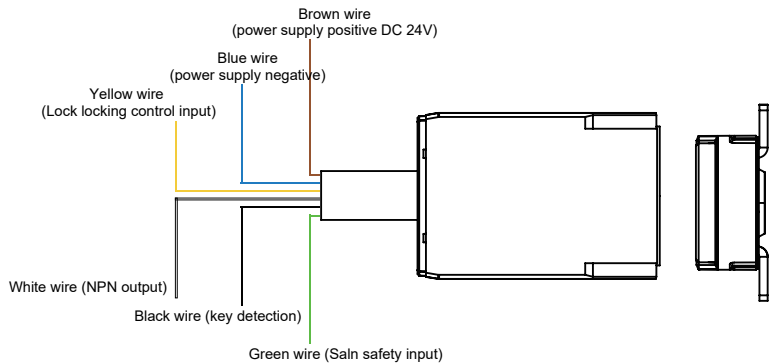 Brown wire
(power supply positive DC 24V)
Blue wire
(power supply negative)
Yellow wire
(Lock locking control input)
White wire (NPN output)
Black wire (key detection)
Green wire (Saln safety input)